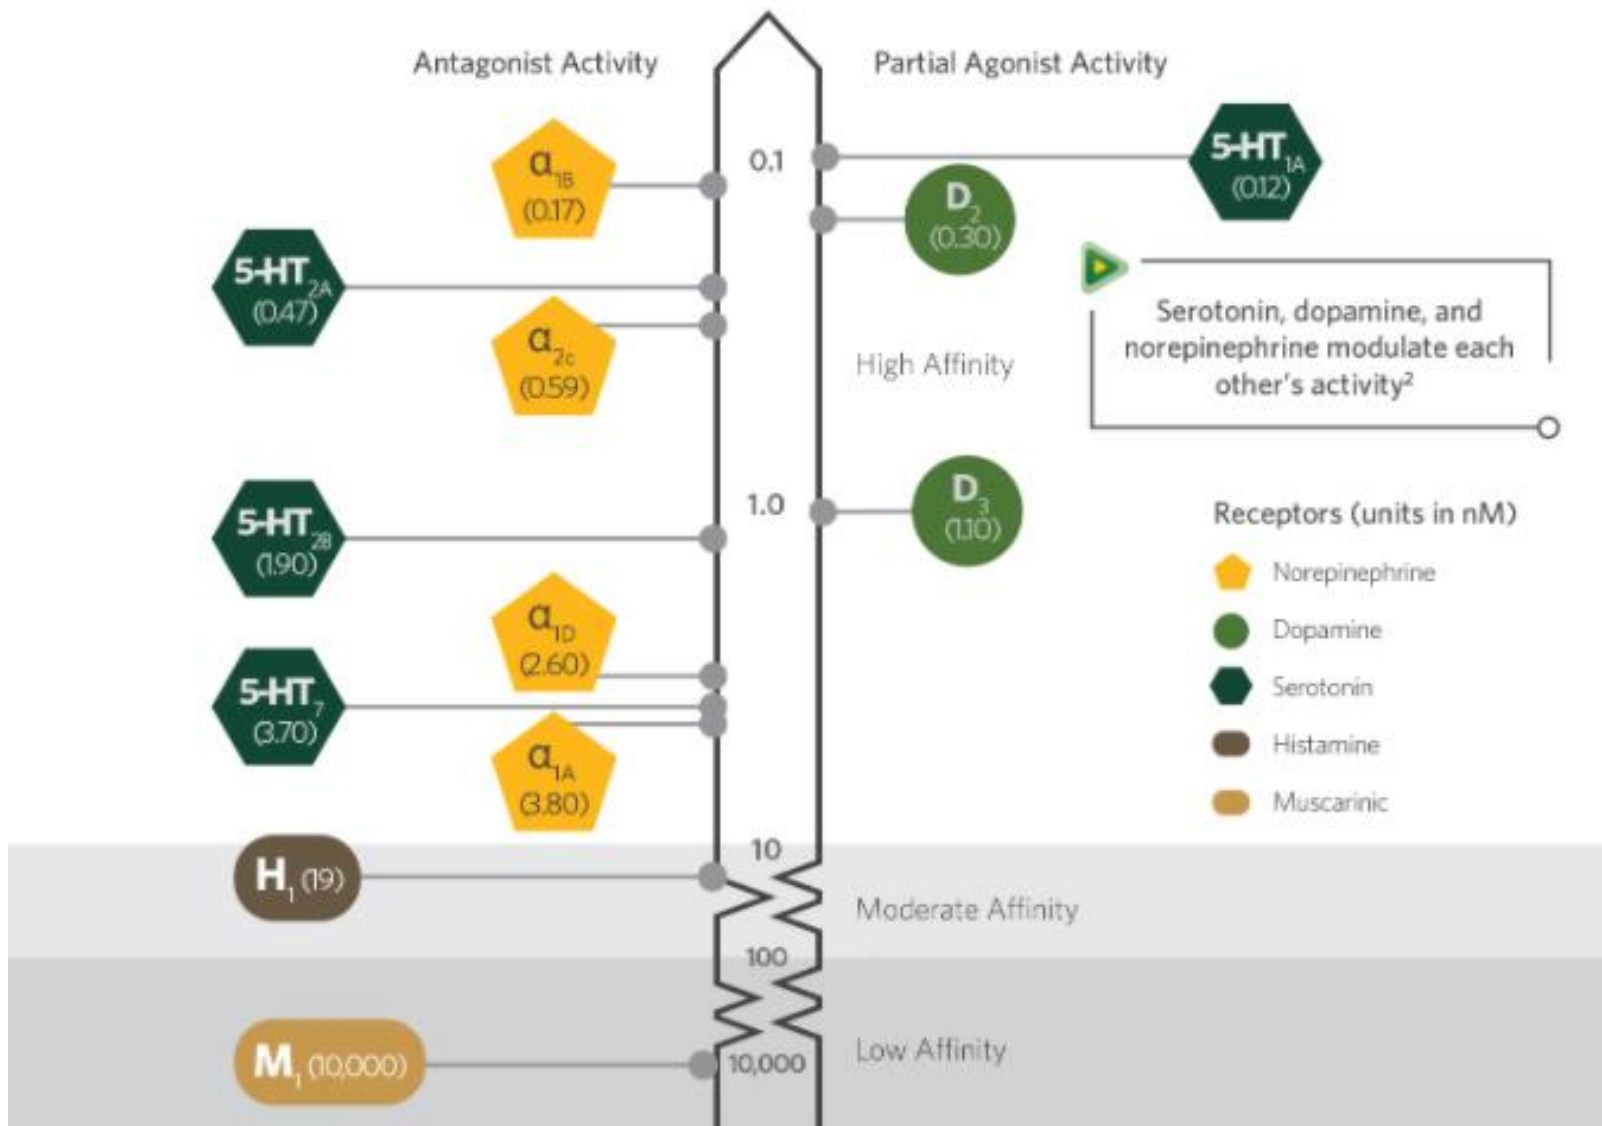 Antagonist Activity
Partial Agonist Activity
α1B
(0.17)
0.1
5-HT1A
(0.12)
D2
(0.30)
5-HT2A
(0.47)
α2c
(0.59)
High Affinity
Serotonin, dopamine, and
norepinephrine modulate each
other's activity²
1.0
D3
(1.10)
5-HT2B
(1.90)
α1D
(2.60)
5-HT7
(3.70)
α1A
(3.80)
Receptors (units in nM)
Norepinephrine
Dopamine
Serotonin
Histamine
Muscarinic
10
H1 (19)
Moderate Affinity
100
M1 (10,000)
10,000
Low Affinity